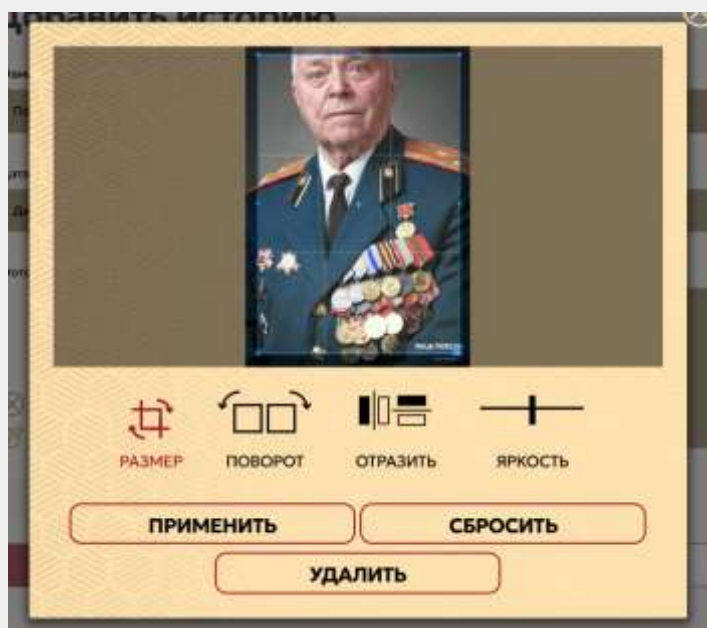 Добавить историю
РАЗМЕР
ПОВОРОТ
ОТРАЗИТЬ
ЯРКОСТЬ
ПРИМЕНИТЬ
СБРОСИТЬ
УДАЛИТЬ